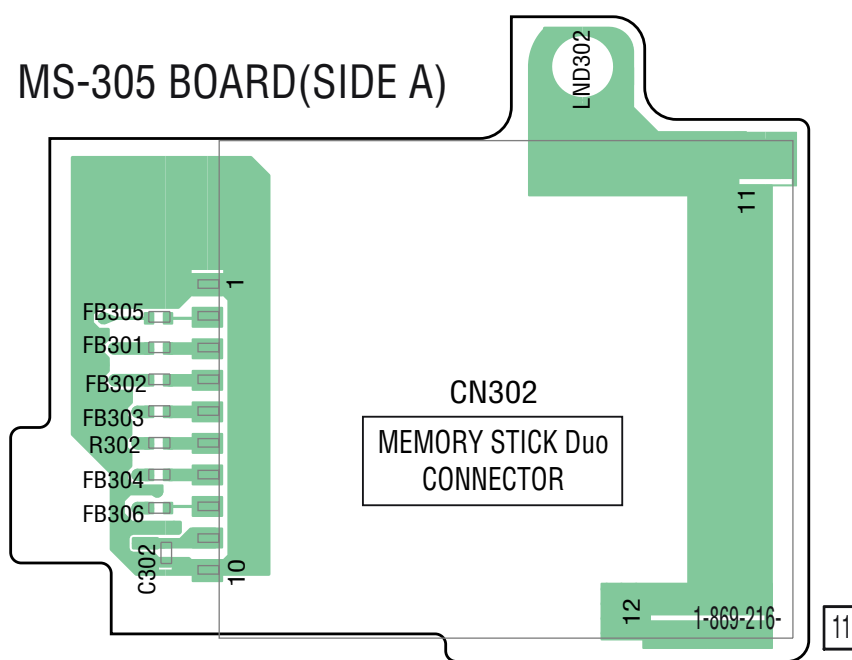 LND302
MS-305 BOARD(SIDE A)
11
1
FB305
FB301
FB302
FB303
R302
FB304
FB306
C302
10
CN302
MEMORY STICK Duo
CONNECTOR
12
1-869-216-
11